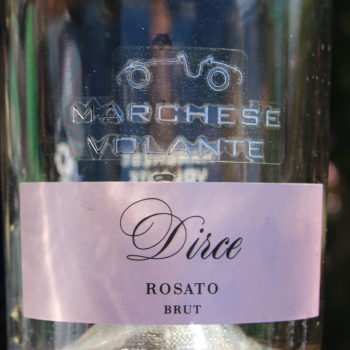 MARCHESE
VOLANTE
Dirce
ROSATO
BRUT